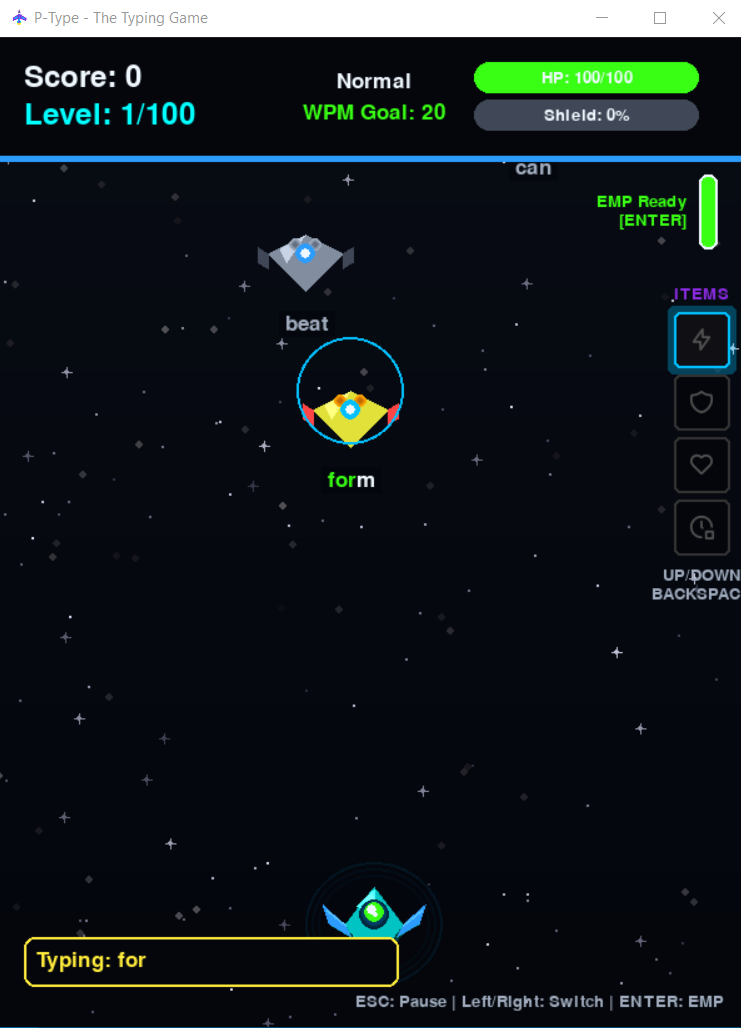 P-Type - The Typing Game
Score: 0
Level: 1/100
Normal
WPM Goal: 20
HP: 100/100
Shield: 0%
can
EMP Ready
[ENTER]
ITEMS
beat
form
UP/DOWN
BACKSPAC
Typing: for
ESC: Pause | Left/Right: Switch | ENTER: EMP